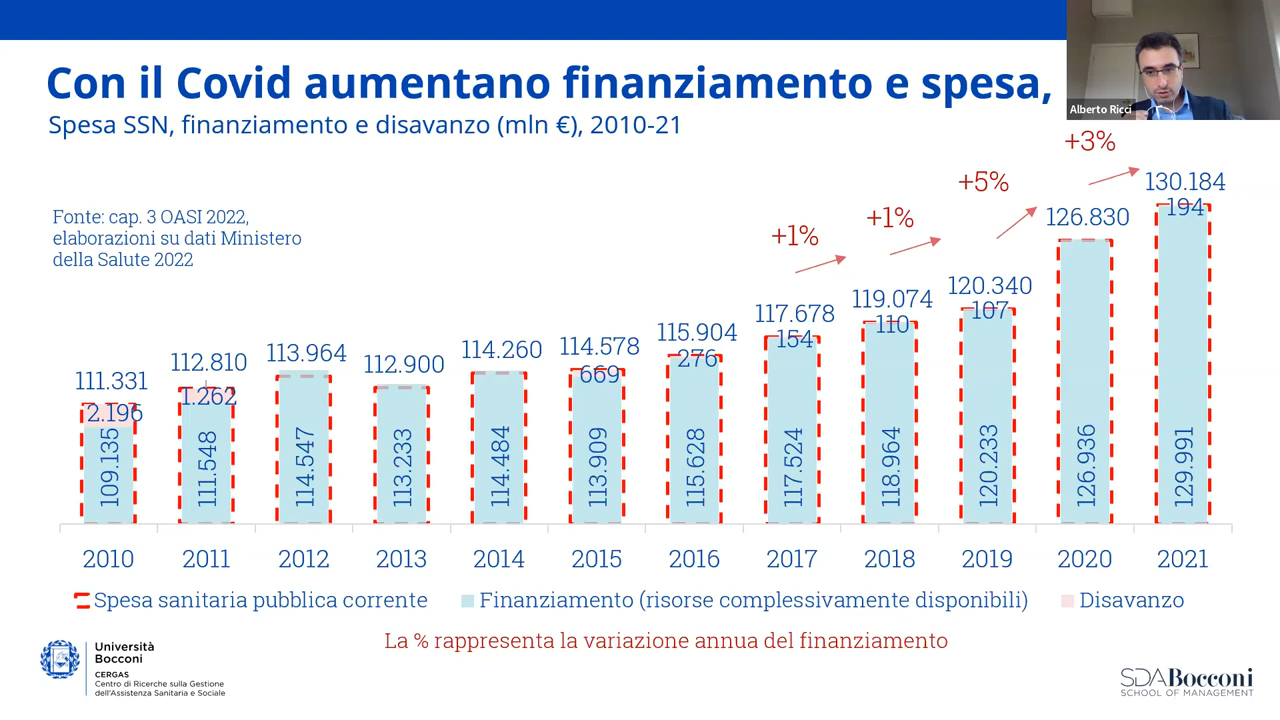 Con il Covid aumentano finanziamento e spesa,
Spesa SSN, finanziamento e disavanzo (mln €), 2010-21
Alberto Ricci
Fonte: cap. 3 OASI 2022,
elaborazioni su dati Ministero
della Salute 2022
+1%
+1%
+5%
+3%
111.331
112.810
113.964
112.900
114.260
114.578
115.904
117.678
119.074
120.340
126.830
130.184
2.196
1.262
669
276
154
110
107
194
109.135
111.548
114.547
113.233
114.484
113.909
115.628
117.524
118.964
120.233
126.936
129.991
2010 2011 2012 2013 2014 2015 2016 2017 2018 2019 2020 2021
Spesa sanitaria pubblica corrente
Finanziamento (risorse complessivamente disponibili)
Disavanzo
La % rappresenta la variazione annua del finanziamento
Università
Bocconi
CERGAS
Centro di Ricerche sulla Gestione
dell'Assistenza Sanitaria e Sociale
SDA Bocconi
SCHOOL OF MANAGEMENT